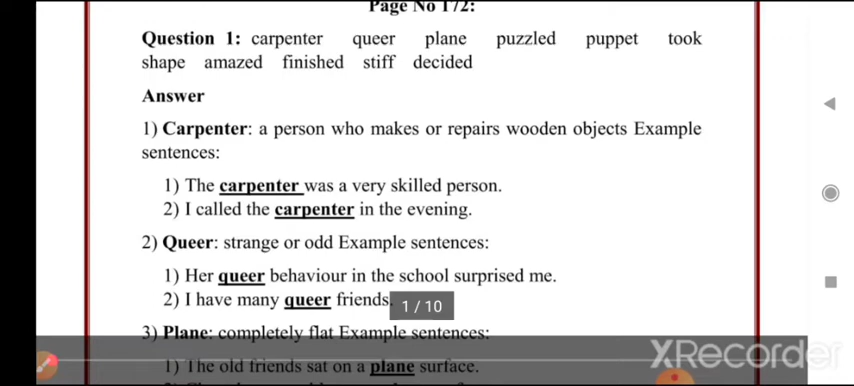 Page No 172:
Question 1: carpenter queer plane puzzled puppet took
shape amazed finished stiff decided
Answer
1) Carpenter: a person who makes or repairs wooden objects Example
sentences:
1) The carpenter was a very skilled person.
2) I called the carpenter in the evening.
2) Queer: strange or odd Example sentences:
1) Her queer behaviour in the school surprised me.
2) I have many queer friends.
1 / 10
3) Plane: completely flat Example sentences:
1) The old friends sat on a plane surface.
XRecorder